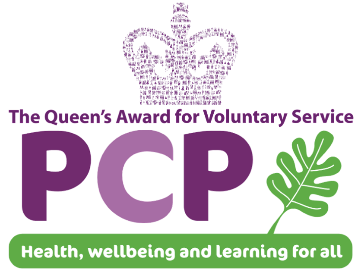 The Queen's Award for Voluntary Service
PCP
Health, wellbeing and learning for all